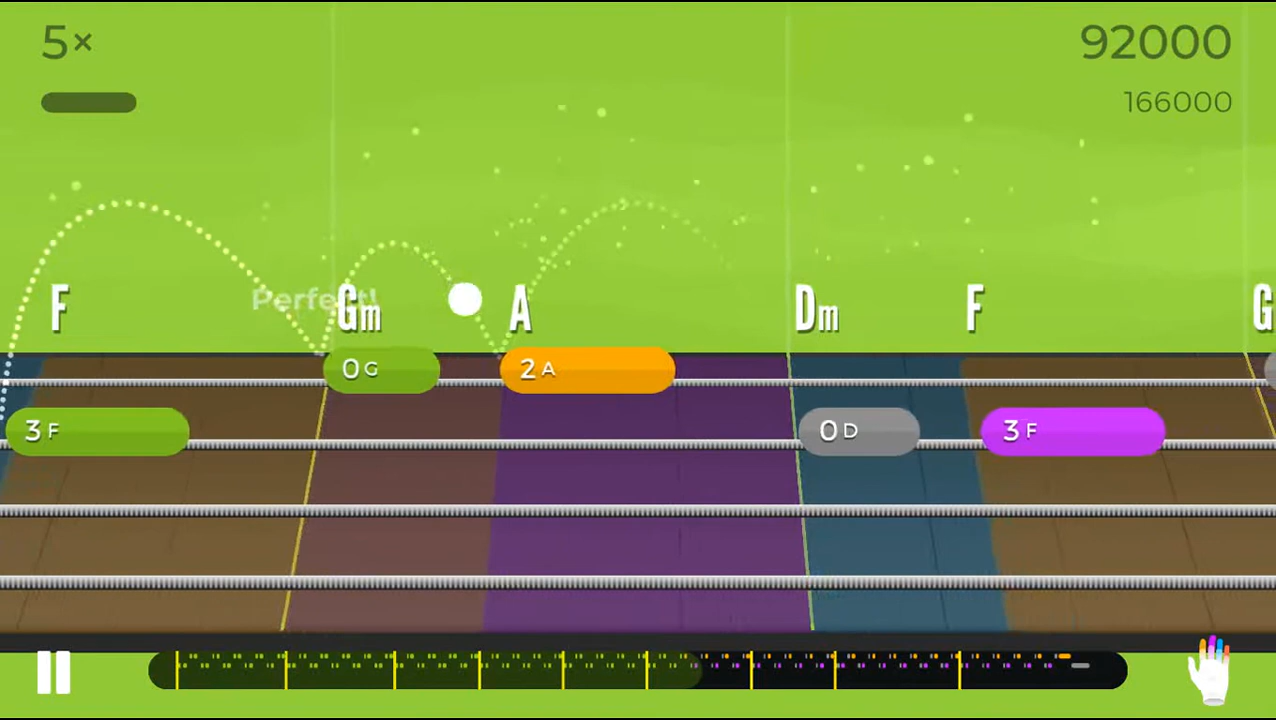 5×
92000
166000
Perfect!
F Gm A Dm F G
0 G 2 A
3 F 0 D 3 F